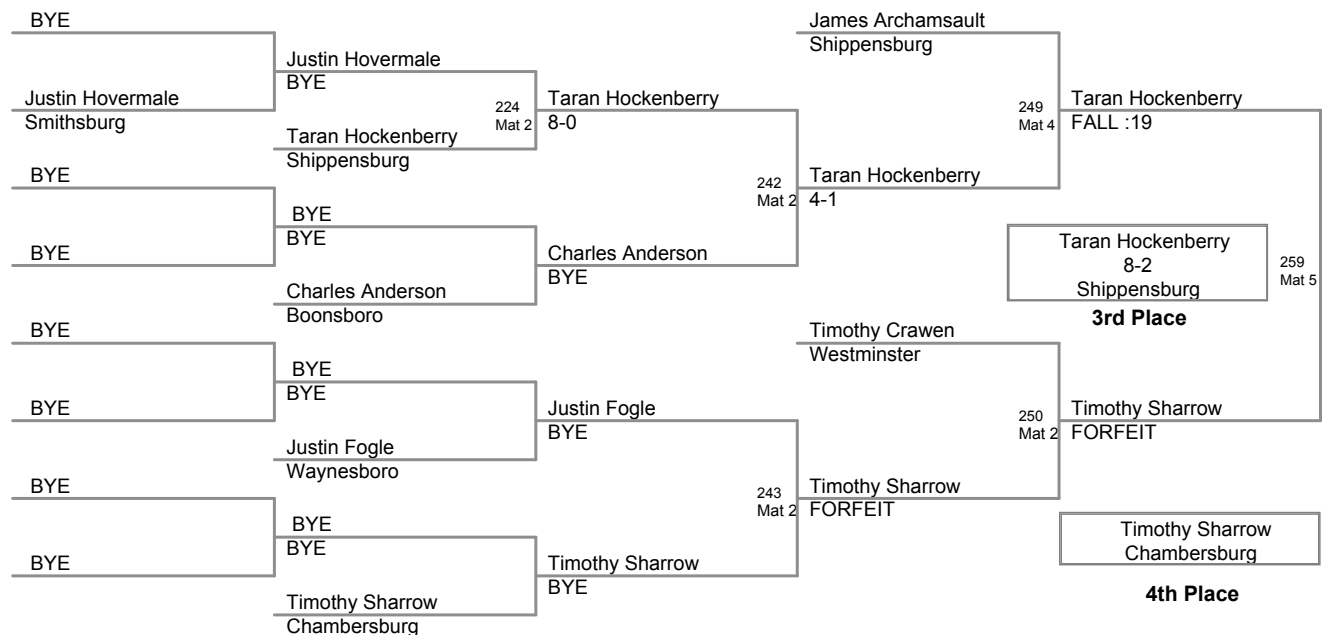 BYE
James Archamsault
Shippensburg
Justin Hovermale
BYE
Justin Hovermale
Smithsburg
224
Mat 2
Taran Hockenberry
8-0
249
Mat 4
Taran Hockenberry
FALL :19
Taran Hockenberry
Shippensburg
BYE
242
Mat 2
Taran Hockenberry
4-1
BYE
BYE
Taran Hockenberry
8-2
Shippensburg
259
Mat 5
3rd Place
BYE
Charles Anderson
BYE
Charles Anderson
Boonsboro
BYE
Timothy Crawen
Westminster
BYE
BYE
BYE
Justin Fogle
BYE
250
Mat 2
Timothy Sharrow
FORFEIT
Justin Fogle
Waynesboro
BYE
243
Mat 2
Timothy Sharrow
FORFEIT
BYE
BYE
Timothy Sharrow
Chambersburg
4th Place
BYE
Timothy Sharrow
BYE
Timothy Sharrow
Chambersburg